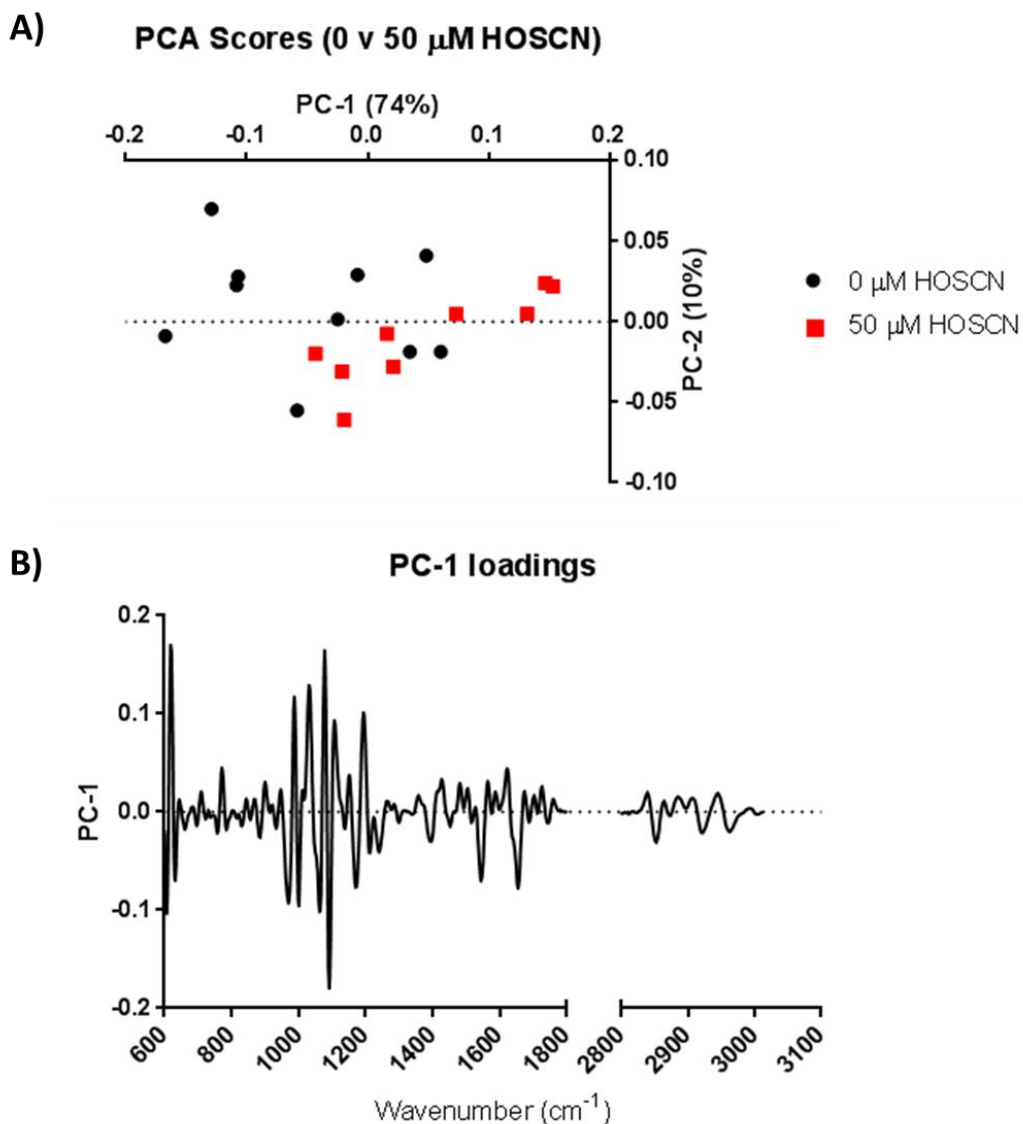 A)
PCA Scores (0 v 50 μM HOSCN)
PC-1 (74%)
-0.2 -0.1 0.0 0.1 0.2
0.10
0.05
0.00
-0.05
-0.10
PC-2 (10%)
0 μM HOSCN
50 μM HOSCN
B)
PC-1 loadings
PC-1
0.2
0.1
0.0
-0.1
-0.2
600 800 1000 1200 1400 1600 1800 2800 2900 3000 3100
Wavenumber (cm⁻¹)